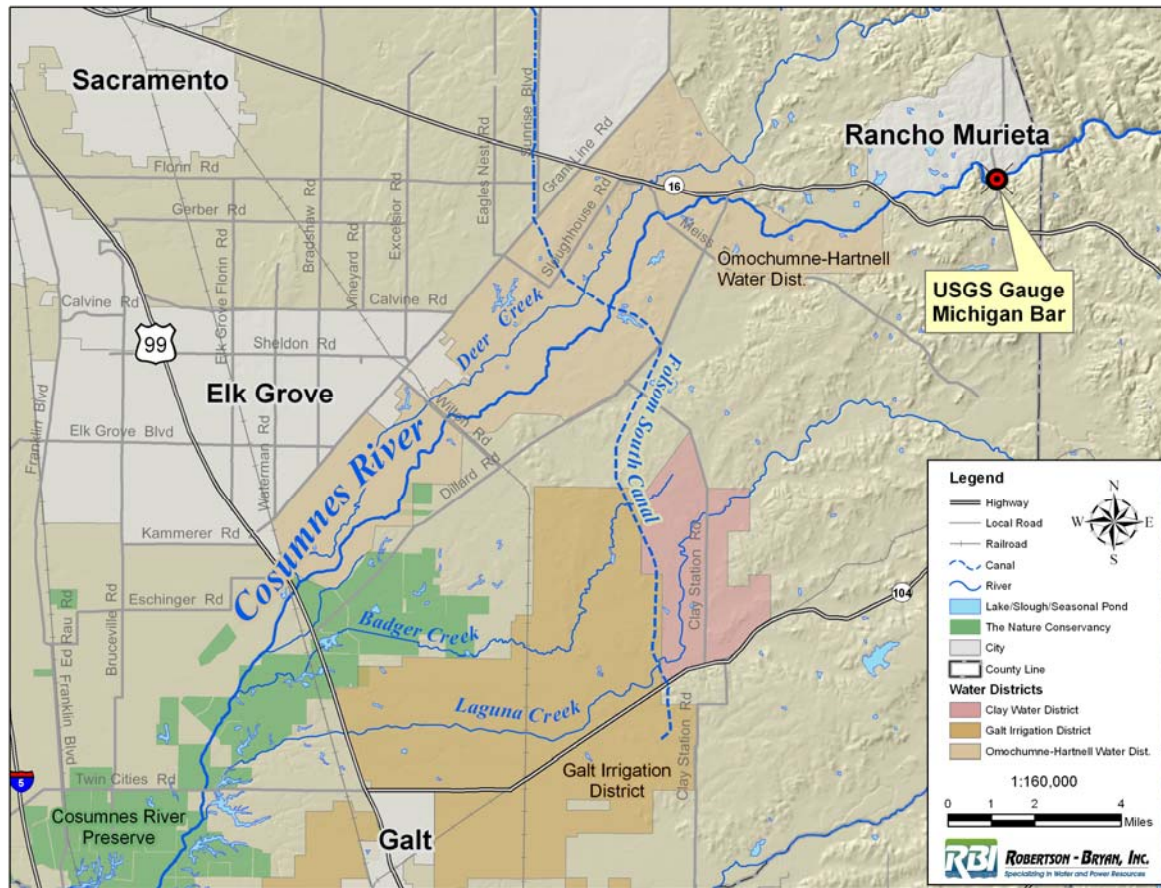 Sacramento
Florin Rd
Gerber Rd
Elk Grove Florin Rd
Bradshaw Rd
Vineyard Rd
Excelsior Rd
Eagles Nest Rd
Sunrise Blvd
Grant Line Rd
Sloughhouse Rd
16
Meiss
Rancho Murieta
Omochumne-Hartnell
Water Dist.
USGS Gauge
Michigan Bar
Calvine Rd
Calvine Rd
99
Sheldon Rd
Deer Creek
Elk Grove
Franklin Blvd
Elk Grove Blvd
Waterman Rd
Wilton Rd
Dillard Rd
Cosumnes River
Folsom South Canal
Kammerer Rd
Eschinger Rd
Ed Rau Rd
Bruceville Rd
Franklin Blvd
Badger Creek
Laguna Creek
Clay Station Rd
104
Clay Station Rd
5
Twin Cities Rd
Cosumnes River
Preserve
Galt Irrigation
District
Galt
Legend
Highway
Local Road
Railroad
Canal
River
Lake/Slough/Seasonal Pond
The Nature Conservancy
City
County Line
Water Districts
Clay Water District
Galt Irrigation District
Omochumne-Hartnell Water Dist.
N
W
E
S
1:160,000
0 1 2 4
Miles
RBI ROBERTSON - BRYAN, INC.
Specializing in Water and Power Resources